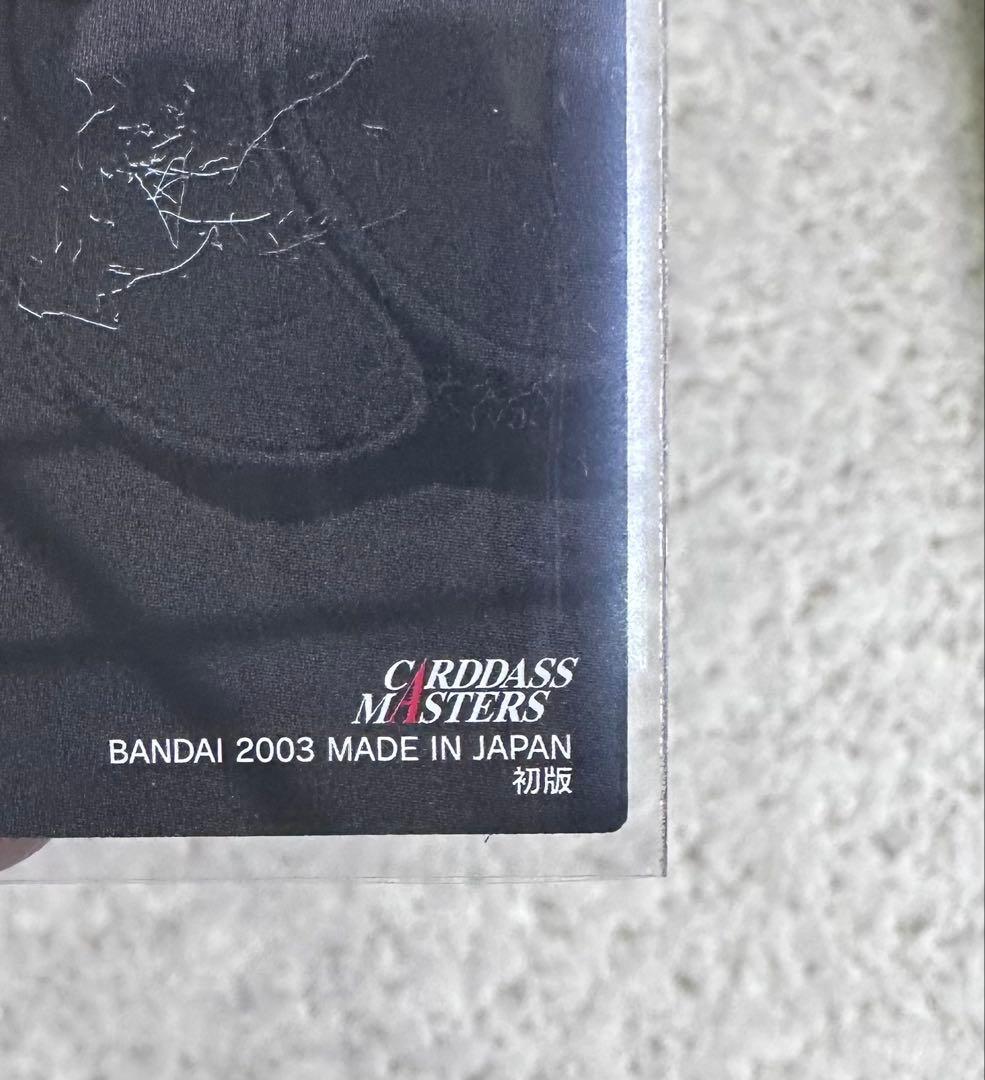 CARDDASS
MASTERS
BANDAI 2003 MADE IN JAPAN
初版